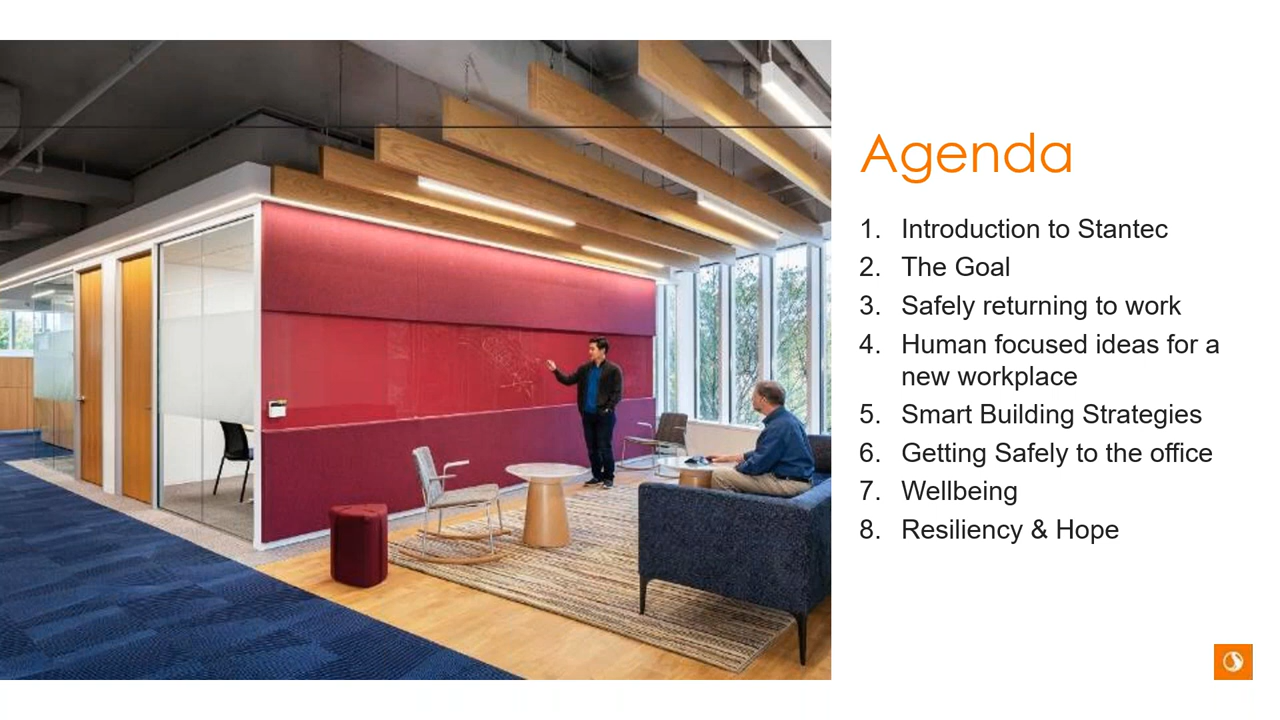 Agenda
1. Introduction to Stantec
2. The Goal
3. Safely returning to work
4. Human focused ideas for a
new workplace
5. Smart Building Strategies
6. Getting Safely to the office
7. Wellbeing
8. Resiliency & Hope